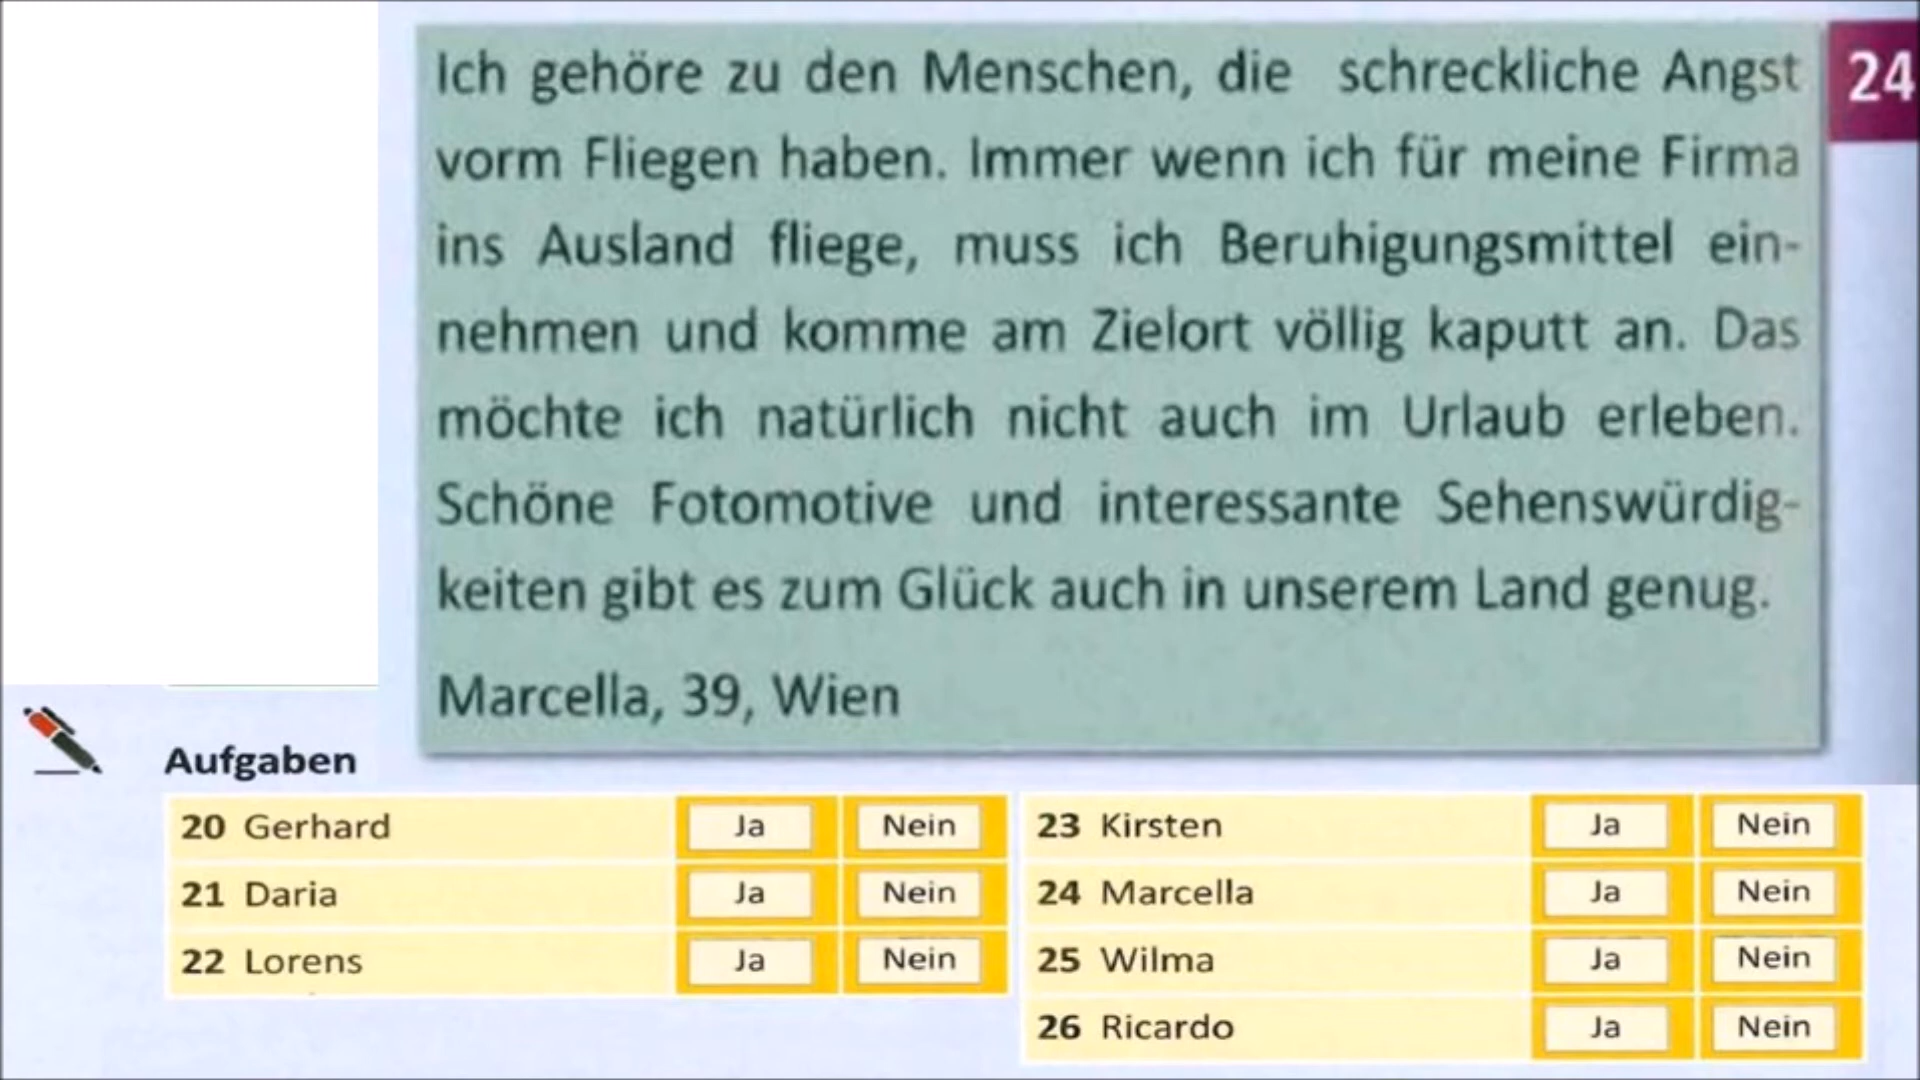 Ich gehöre zu den Menschen, die schreckliche Angst
vorm Fliegen haben. Immer wenn ich für meine Firma
ins Ausland fliege, muss ich Beruhigungsmittel ein-
nehmen und komme am Zielort völlig kaputt an. Das
möchte ich natürlich nicht auch im Urlaub erleben.
Schöne Fotomotive und interessante Sehenswürdig-
keiten gibt es zum Glück auch in unserem Land genug.
Marcella, 39, Wien
24
Aufgaben
20 Gerhard Ja Nein
21 Daria Ja Nein
22 Lorens Ja Nein
23 Kirsten Ja Nein
24 Marcella Ja Nein
25 Wilma Ja Nein
26 Ricardo Ja Nein